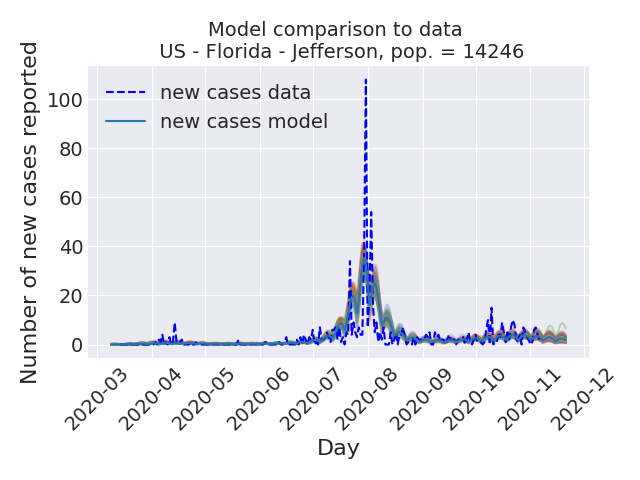 Model comparison to data
US - Florida - Jefferson, pop. = 14246
Number of new cases reported
new cases data
new cases model
100
80
60
40
20
0
2020-03
2020-04
2020-05
2020-06
2020-07
2020-08
2020-09
2020-10
2020-11
2020-12
Day